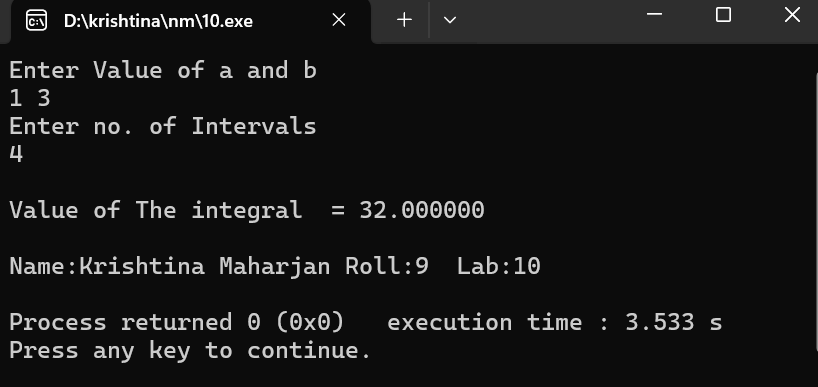 D:\krishtina\nm\10.exe
Enter Value of a and b
1 3
Enter no. of Intervals
4
Value of The integral  = 32.000000
Name:Krishtina Maharjan Roll:9  Lab:10
Process returned 0 (0x0)   execution time : 3.533 s
Press any key to continue.